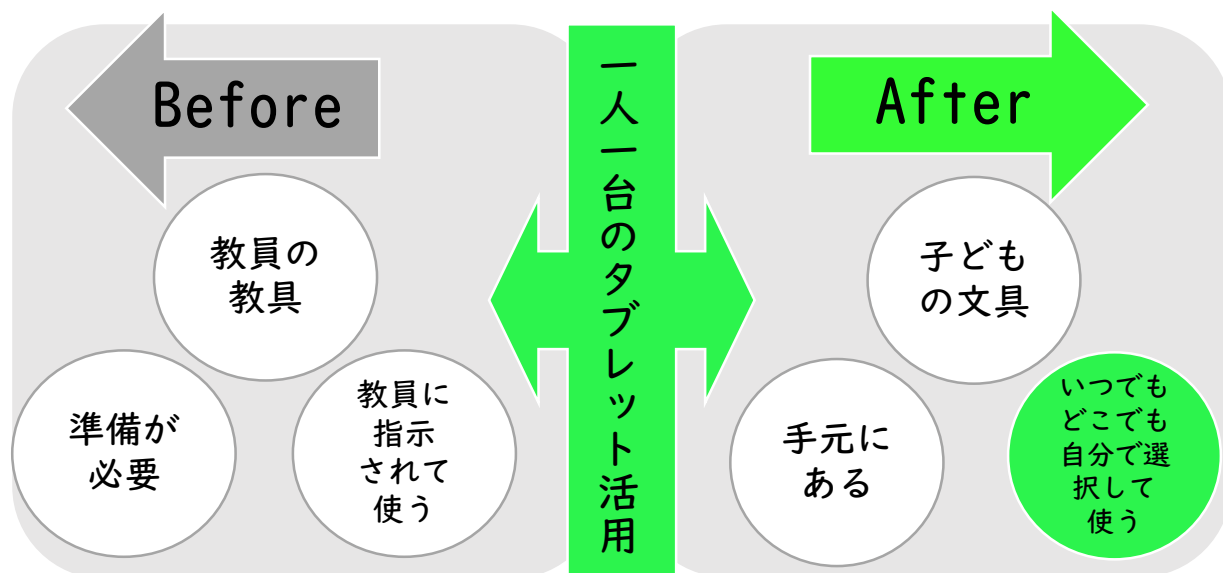 Before
教員の
教具
準備が
必要
教員に
指示
されて
使う
一人一台のタブレット活用
After
子ども
の文具
手元に
ある
いつでも
どこでも
自分で選
択して
使う